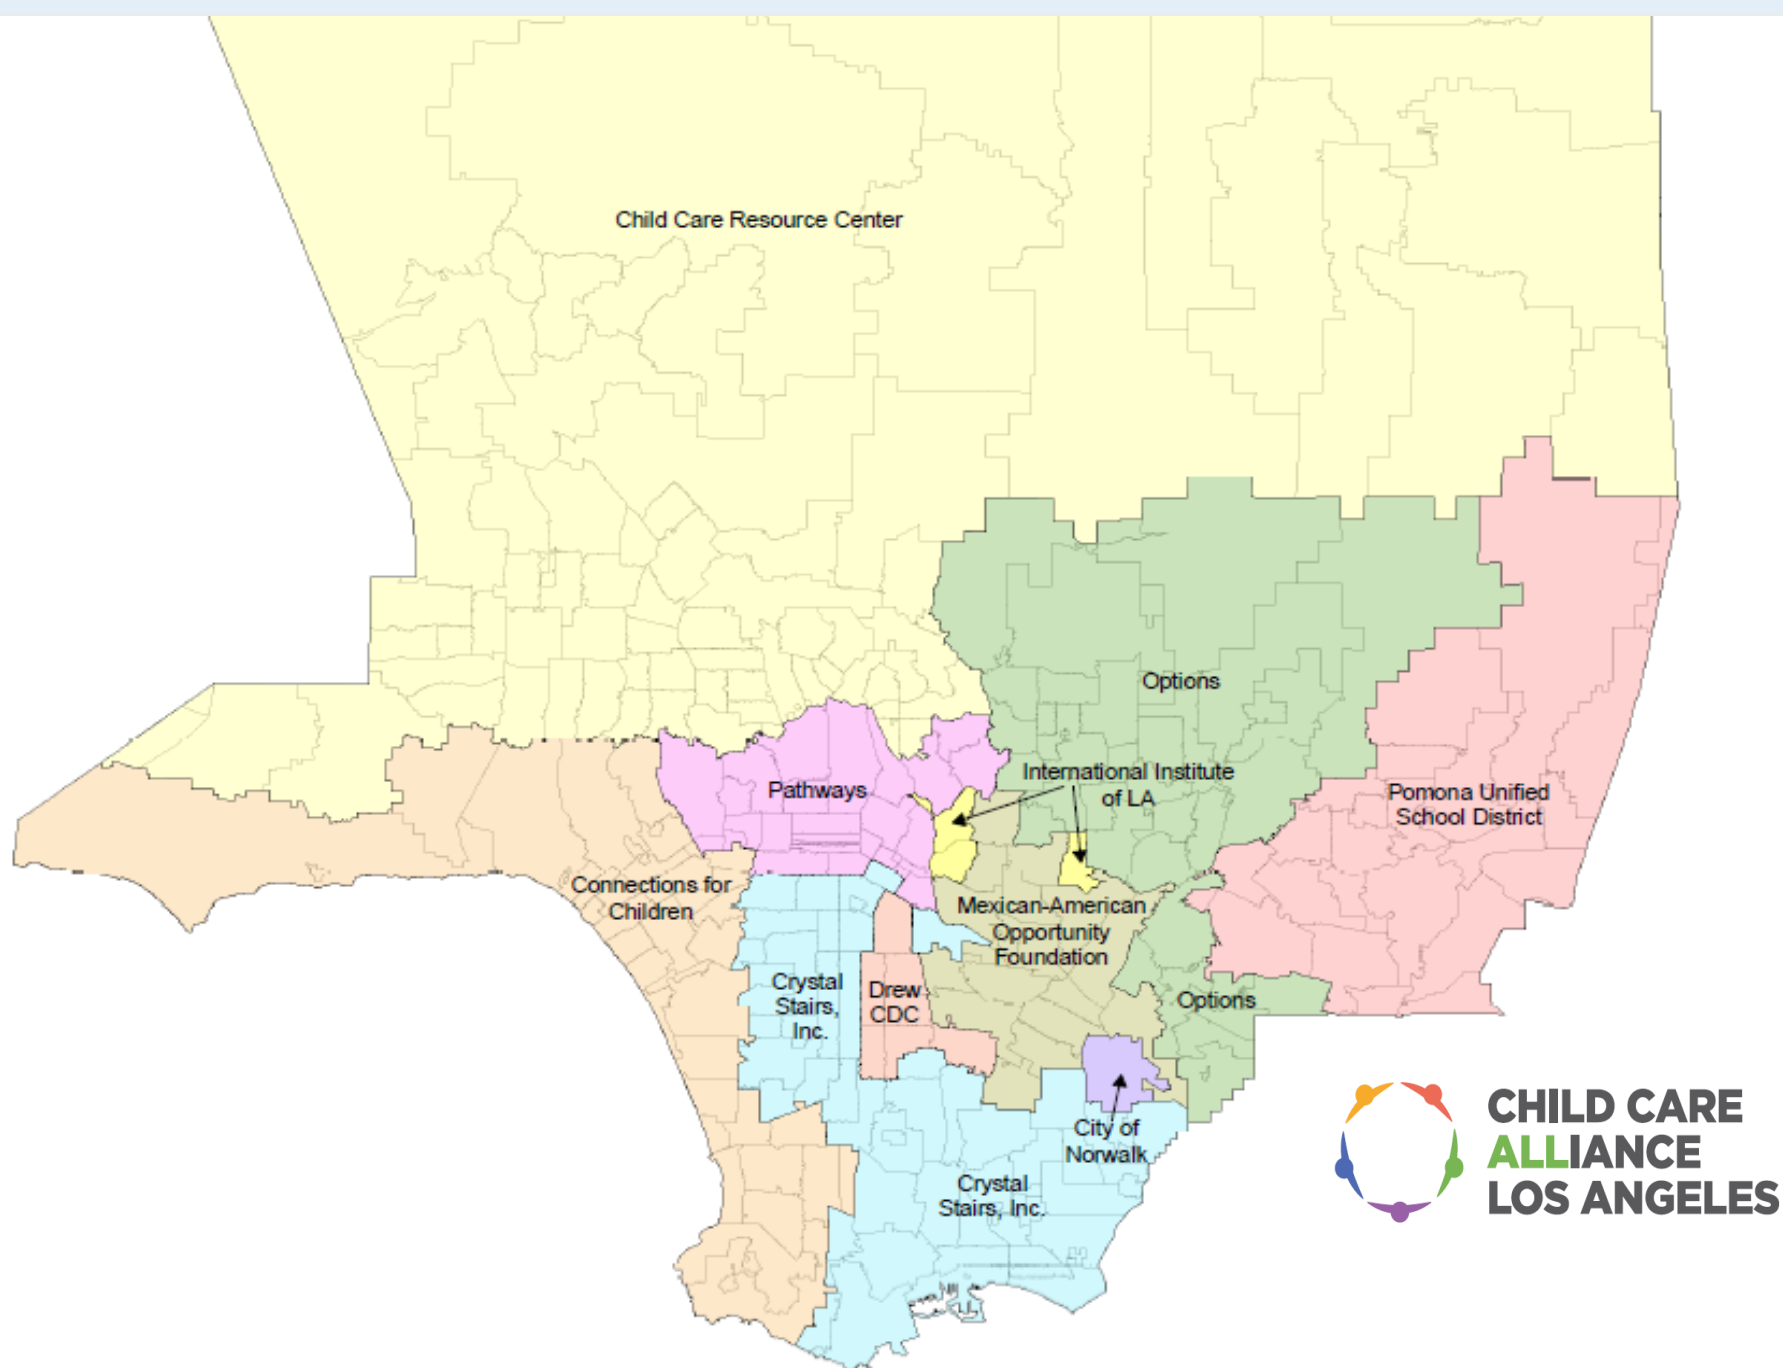 Child Care Resource Center
Options
International Institute
of LA
Pathways
Pomona Unified
School District
Connections for
Children
Mexican-American
Opportunity
Foundation
Crystal
Stairs,
Inc.
Drew
CDC
Options
City of
Norwalk
Crystal
Stairs, Inc.
CHILD CARE
ALLIANCE
LOS ANGELES